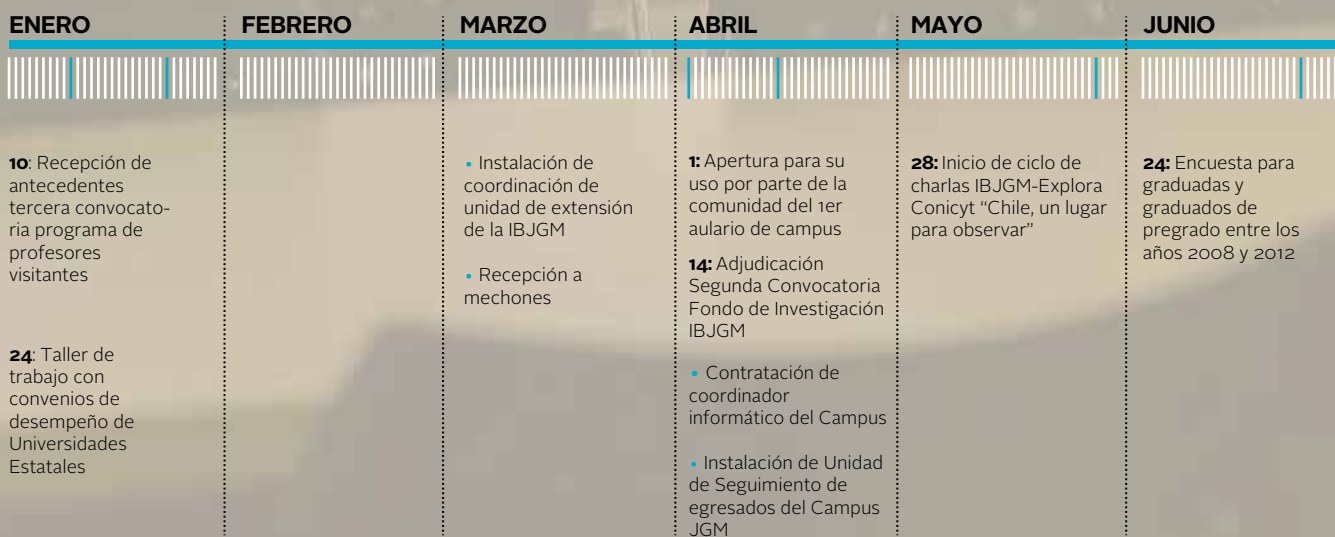 ENERO
10: Recepción de
antecedentes
tercera convocato-
ria programa de
profesores
visitantes
24: Taller de
trabajo con
convenios de
desempeño de
Universidades
Estatales
FEBRERO
MARZO
• Instalación de
coordinación de
unidad de extensión
de la IBJGM
• Recepción a
mechones
ABRIL
1: Apertura para su
uso por parte de la
comunidad del 1er
aulario de campus
14: Adjudicación
Segunda Convocatoria
Fondo de Investigación
IBJGM
• Contratación de
coordinador
informático del Campus
• Instalación de Unidad
de Seguimiento de
egresados del Campus
JGM
MAYO
28: Inicio de ciclo de
charlas IBJGM-Explora
Conicyt “Chile, un lugar
para observar”
JUNIO
24: Encuesta para
graduadas y
graduados de
pregrado entre los
años 2008 y 2012